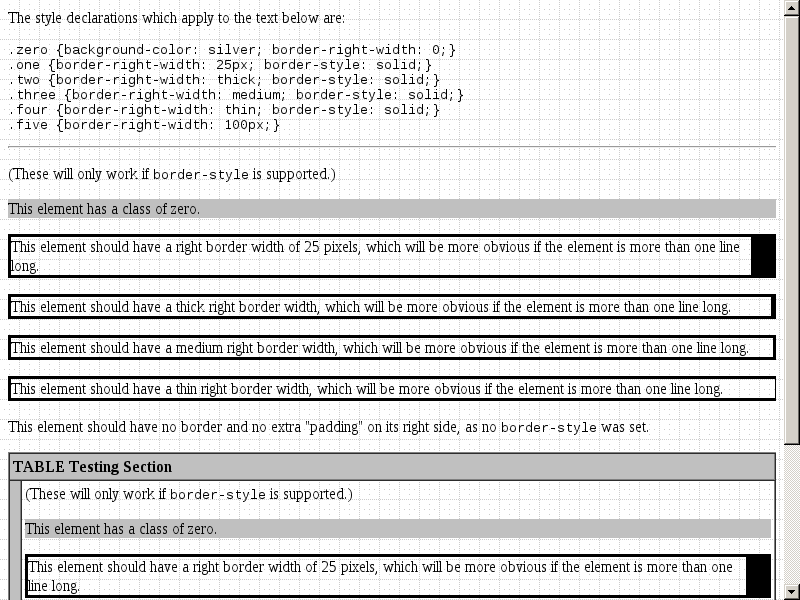 The style declarations which apply to the text below are:
.zero {background-color: silver; border-right-width: 0;}
.one {border-right-width: 25px; border-style: solid;}
.two {border-right-width: thick; border-style: solid;}
.three {border-right-width: medium; border-style: solid;}
.four {border-right-width: thin; border-style: solid;}
.five {border-right-width: 100px;}
(These will only work if border-style is supported.)
This element has a class of zero.
This element should have a right border width of 25 pixels, which will be more obvious if the element is more than one line
long.
This element should have a thick right border width, which will be more obvious if the element is more than one line long.
This element should have a medium right border width, which will be more obvious if the element is more than one line long.
This element should have a thin right border width, which will be more obvious if the element is more than one line long.
This element should have no border and no extra "padding" on its right side, as no border-style was set.
TABLE Testing Section
(These will only work if border-style is supported.)
This element has a class of zero.
This element should have a right border width of 25 pixels, which will be more obvious if the element is more than one
line long.